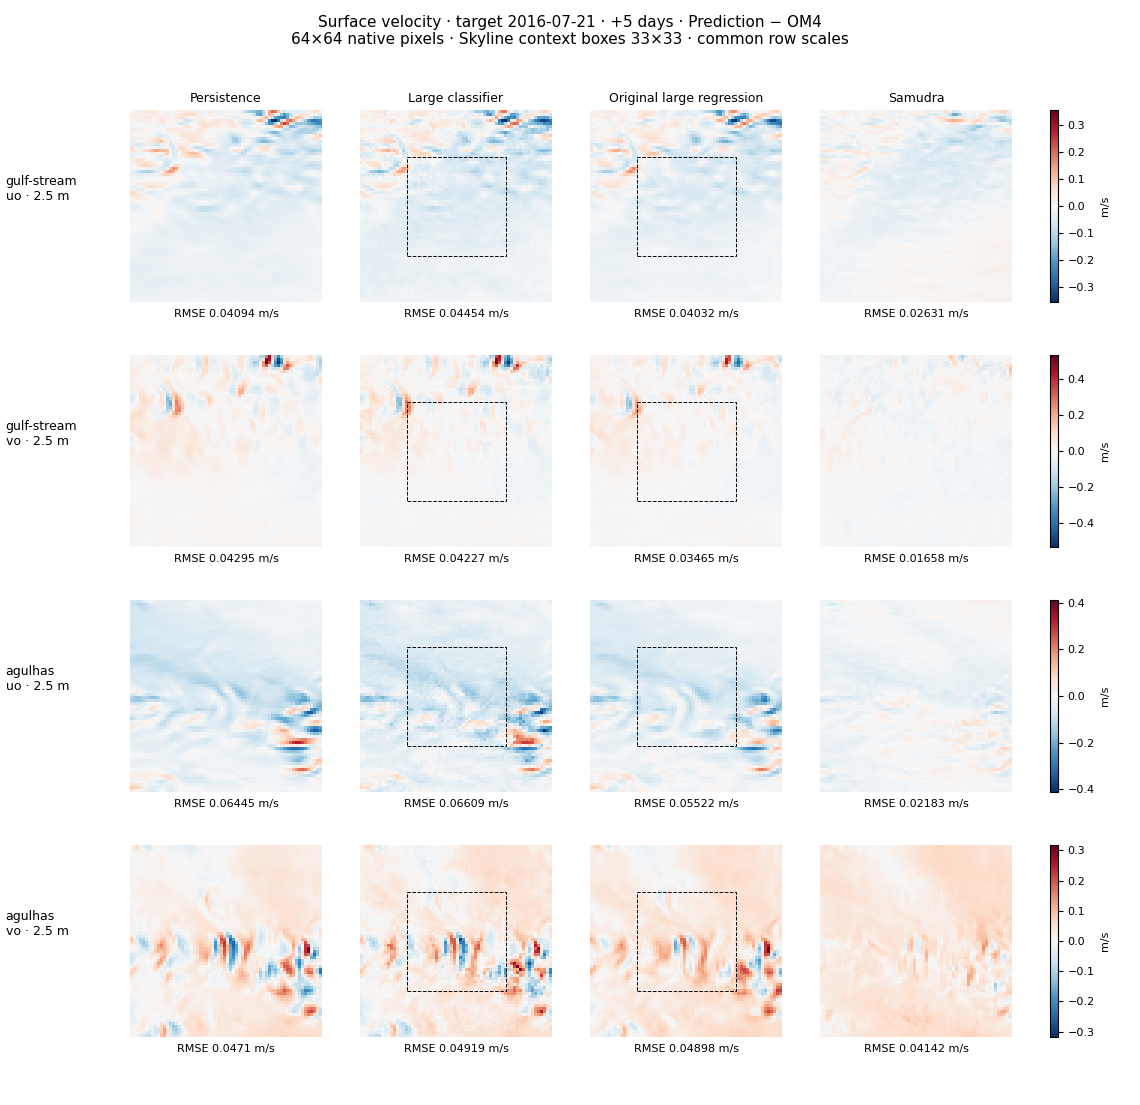 Surface velocity · target 2016-07-21 · +5 days · Prediction − OM4
64×64 native pixels · Skyline context boxes 33×33 · common row scales
Persistence
Large classifier
Original large regression
Samudra
gulf-stream
uo · 2.5 m
RMSE 0.04094 m/s
RMSE 0.04454 m/s
RMSE 0.04032 m/s
RMSE 0.02631 m/s
0.3
0.2
0.1
0.0
−0.1
−0.2
−0.3
m/s
gulf-stream
vo · 2.5 m
RMSE 0.04295 m/s
RMSE 0.04227 m/s
RMSE 0.03465 m/s
RMSE 0.01658 m/s
0.4
0.2
0.0
−0.2
−0.4
m/s
agulhas
uo · 2.5 m
RMSE 0.06445 m/s
RMSE 0.06609 m/s
RMSE 0.05522 m/s
RMSE 0.02183 m/s
0.4
0.2
0.0
−0.2
−0.4
m/s
agulhas
vo · 2.5 m
RMSE 0.0471 m/s
RMSE 0.04919 m/s
RMSE 0.04898 m/s
RMSE 0.04142 m/s
0.3
0.2
0.1
0.0
−0.1
−0.2
−0.3
m/s